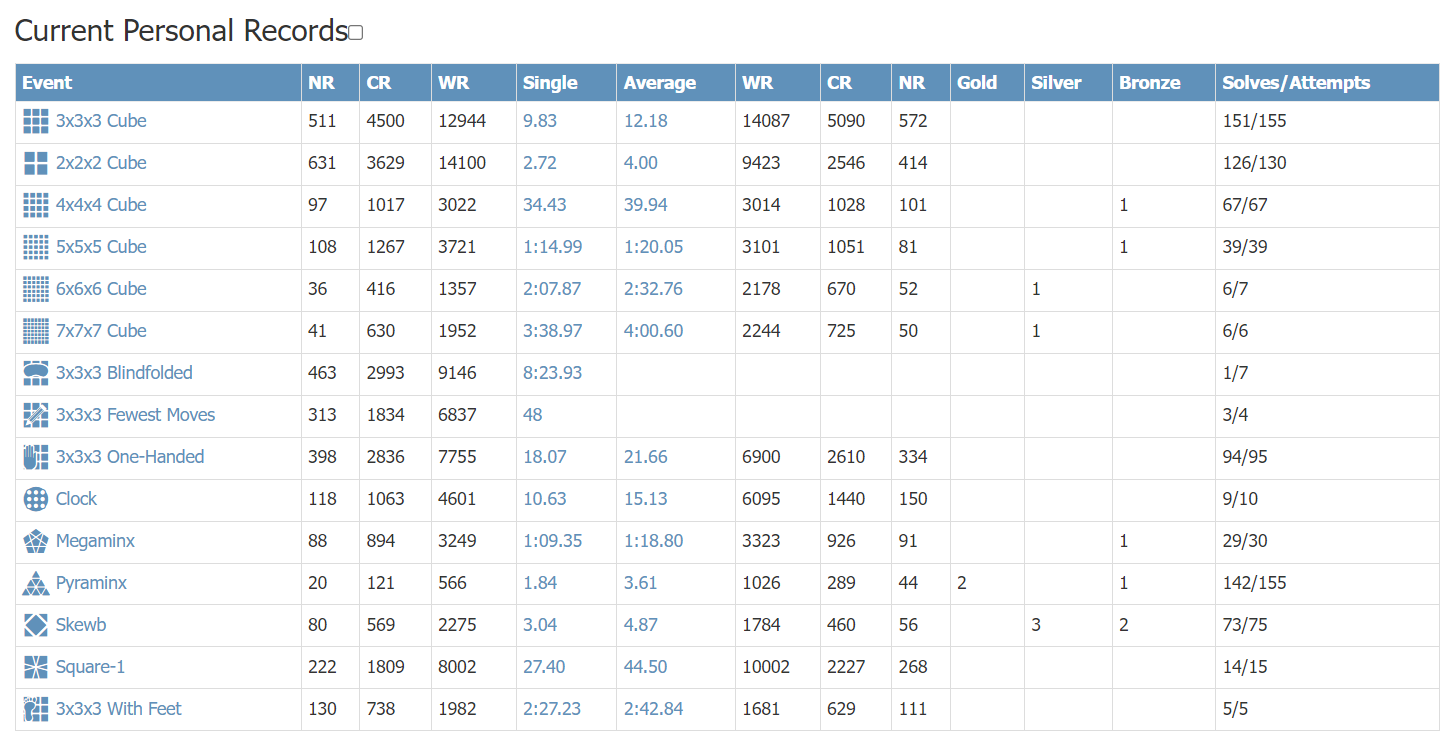 Current Personal Records
Event NR CR WR Single Average WR CR NR Gold Silver Bronze Solves/Attempts
3x3x3 Cube 511 4500 12944 9.83 12.18 14087 5090 572 151/155
2x2x2 Cube 631 3629 14100 2.72 4.00 9423 2546 414 126/130
4x4x4 Cube 97 1017 3022 34.43 39.94 3014 1028 101 1 67/67
5x5x5 Cube 108 1267 3721 1:14.99 1:20.05 3101 1051 81 1 39/39
6x6x6 Cube 36 416 1357 2:07.87 2:32.76 2178 670 52 1 6/7
7x7x7 Cube 41 630 1952 3:38.97 4:00.60 2244 725 50 1 6/6
3x3x3 Blindfolded 463 2993 9146 8:23.93 1/7
3x3x3 Fewest Moves 313 1834 6837 48 3/4
3x3x3 One-Handed 398 2836 7755 18.07 21.66 6900 2610 334 94/95
Clock 118 1063 4601 10.63 15.13 6095 1440 150 9/10
Megaminx 88 894 3249 1:09.35 1:18.80 3323 926 91 1 29/30
Pyraminx 20 121 566 1.84 3.61 1026 289 44 2 1 142/155
Skewb 80 569 2275 3.04 4.87 1784 460 56 3 2 73/75
Square-1 222 1809 8002 27.40 44.50 10002 2227 268 14/15
3x3x3 With Feet 130 738 1982 2:27.23 2:42.84 1681 629 111 5/5